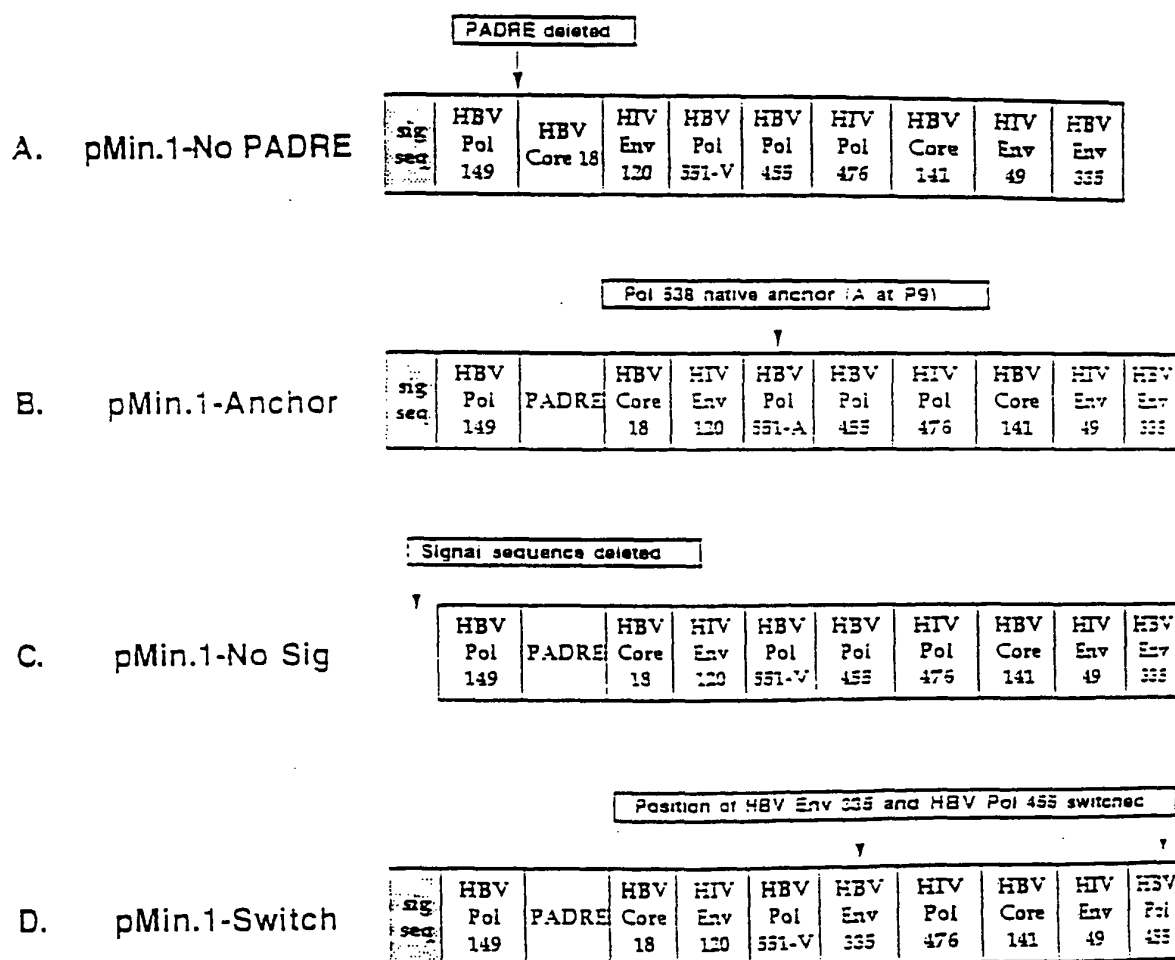 PADRE deleted
A. pMin.1-No PADRE
sig seq | HBV Pol 149 | HBV Core 18 | HIV Env 120 | HBV Pol 551-V | HBV Pol 455 | HIV Pol 476 | HBV Core 141 | HIV Env 49 | HBV Env 335
Pol 538 native anchor (A at P9)
B. pMin.1-Anchor
sig seq | HBV Pol 149 | PADRE | HBV Core 18 | HIV Env 120 | HBV Pol 551-A | HBV Pol 455 | HIV Pol 476 | HBV Core 141 | HIV Env 49 | HBV Env 335
Signal sequence deleted
C. pMin.1-No Sig
HBV Pol 149 | PADRE | HBV Core 18 | HIV Env 120 | HBV Pol 551-V | HBV Pol 455 | HIV Pol 476 | HBV Core 141 | HIV Env 49 | HBV Env 335
Position of HBV Env 335 and HBV Pol 455 switched
D. pMin.1-Switch
sig seq | HBV Pol 149 | PADRE | HBV Core 18 | HIV Env 120 | HBV Pol 551-V | HBV Env 335 | HIV Pol 476 | HBV Core 141 | HIV Env 49 | HBV Pol 455